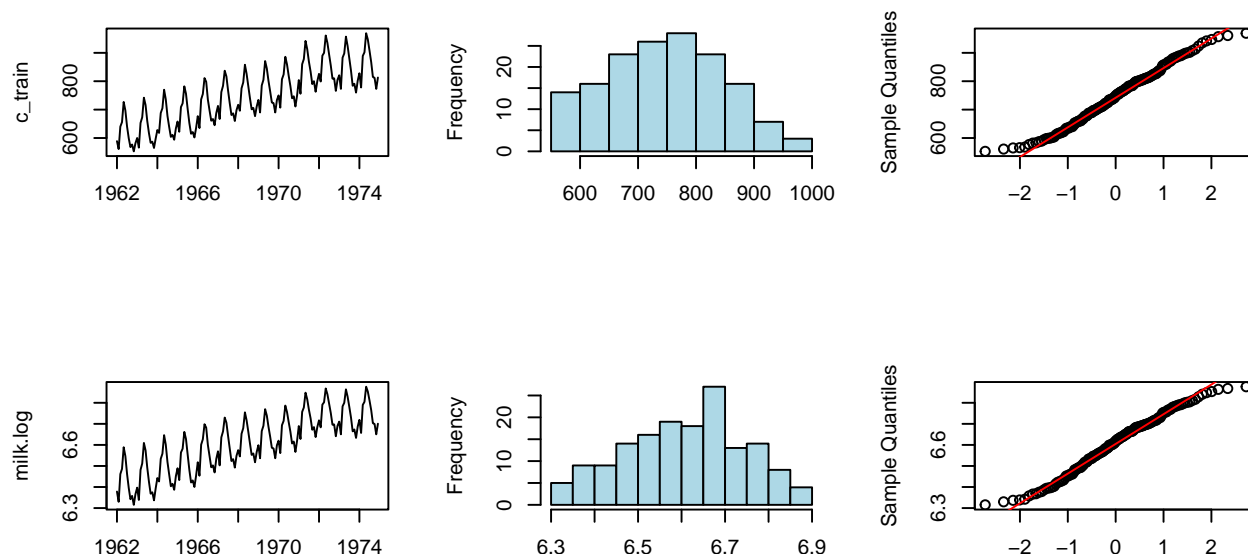 c_train
600 800
1962 1966 1970 1974
Frequency
0 10 20
600 700 800 900 1000
Sample Quantiles
600 800
−2 −1 0 1 2
milk.log
6.3 6.6
1962 1966 1970 1974
Frequency
0 10 20
6.3 6.5 6.7 6.9
Sample Quantiles
6.3 6.6
−2 −1 0 1 2